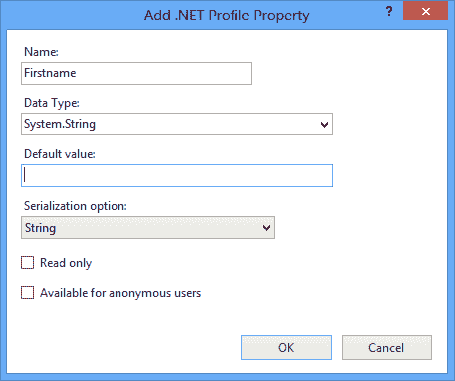 Add .NET Profile Property
?
Name:
Firstname
Data Type:
System.String
Default value:
Serialization option:
String
Read only
Available for anonymous users
OK Cancel